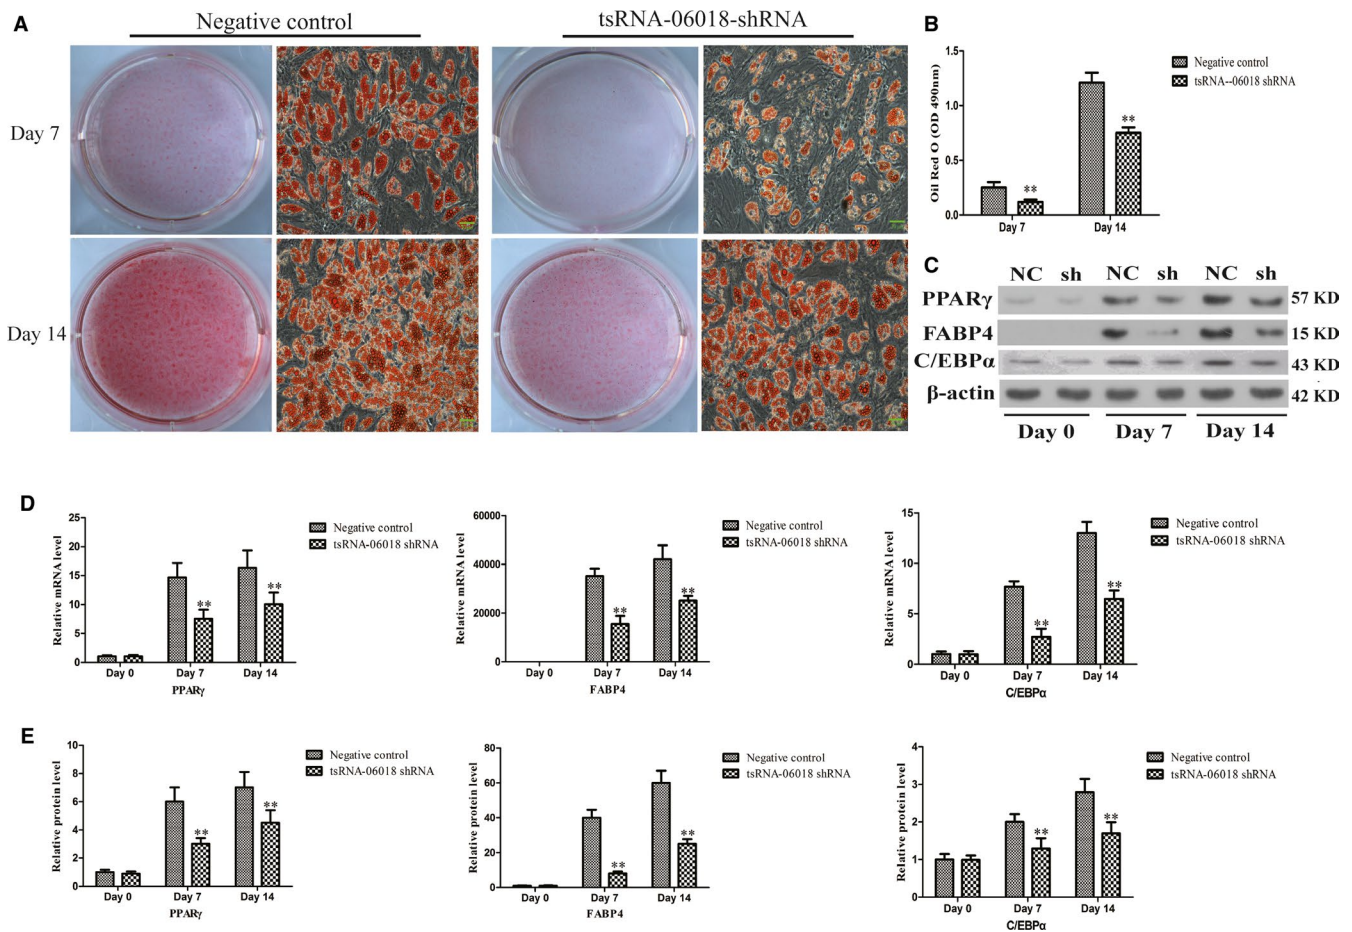 A
Negative control
tsRNA-06018-shRNA
Day 7
Day 14
B
Oil Red O (OD 490nm)
1.5
1.0
0.5
0.0
**
**
Day 7
Day 14
Negative control
tsRNA--06018 shRNA
C
NC sh NC sh NC sh
PPARγ 57 KD
FABP4 15 KD
C/EBPα 43 KD
β-actin 42 KD
Day 0 Day 7 Day 14
D
Relative mRNA level
25
20
15
10
5
0
**
**
Day 0 Day 7 Day 14
PPARγ
Negative control
tsRNA-06018 shRNA
Relative mRNA level
60000
40000
20000
0
**
**
Day 0 Day 7 Day 14
FABP4
Negative control
tsRNA-06018 shRNA
Relative mRNA level
15
10
5
0
**
**
Day 0 Day 7 Day 14
C/EBPα
Negative control
tsRNA-06018 shRNA
E
Relative protein level
10
8
6
4
2
0
**
**
Day 0 Day 7 Day 14
PPARγ
Negative control
tsRNA-06018 shRNA
Relative protein level
80
60
40
20
0
**
**
Day 0 Day 7 Day 14
FABP4
Negative control
tsRNA-06018 shRNA
Relative protein level
4
3
2
1
0
**
**
Day 0 Day 7 Day 14
C/EBPα
Negative control
tsRNA-06018 shRNA